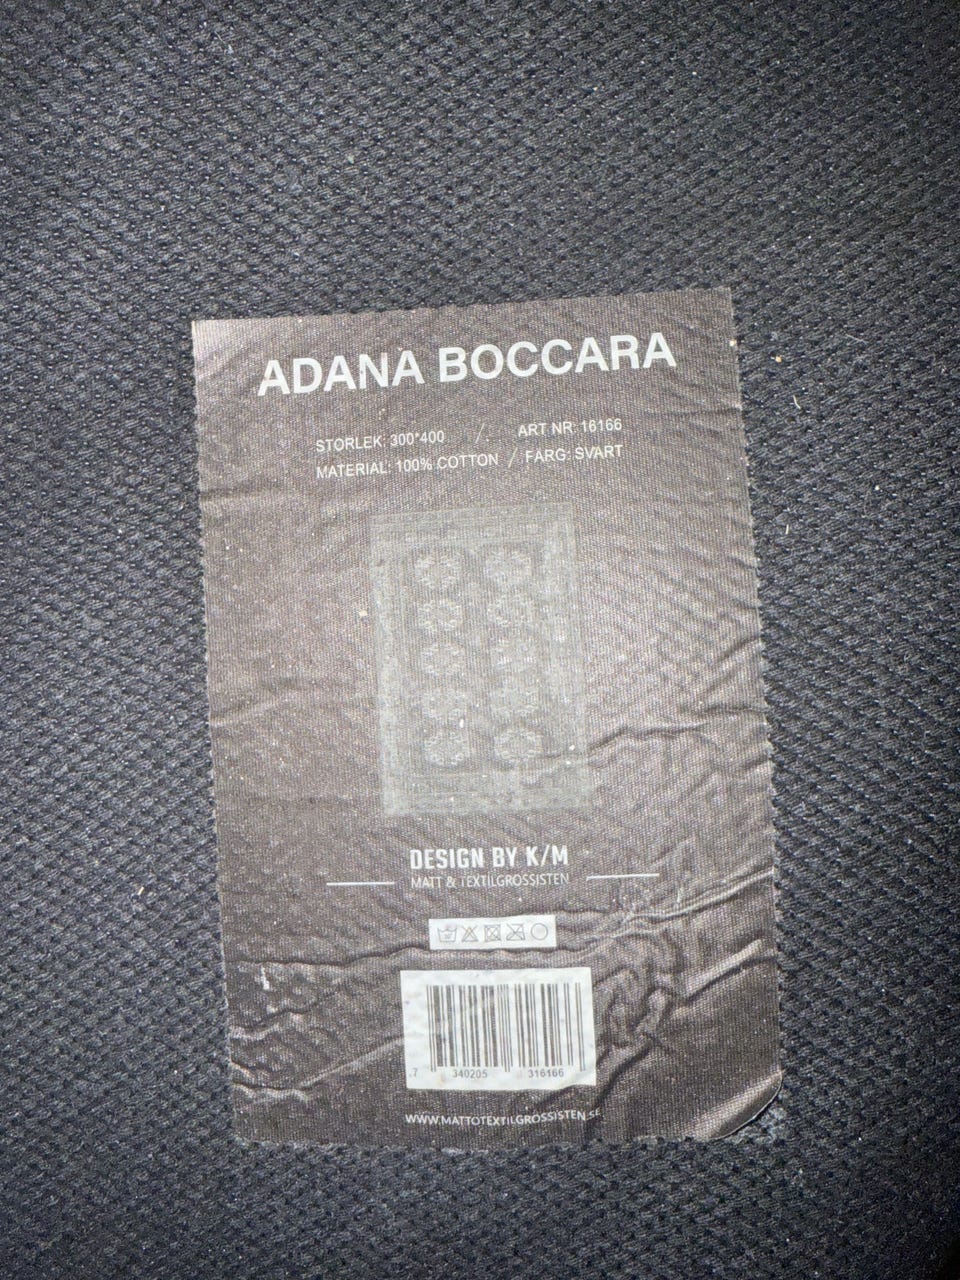 ADANA BOCCARA
STORLEK: 300*400 / ART NR: 16166
MATERIAL: 100% COTTON / FÄRG: SVART
DESIGN BY K/M
MATT & TEXTILGROSSISTEN
7 340205 316166
WWW.MATTOTEXTILGROSSISTEN.SE